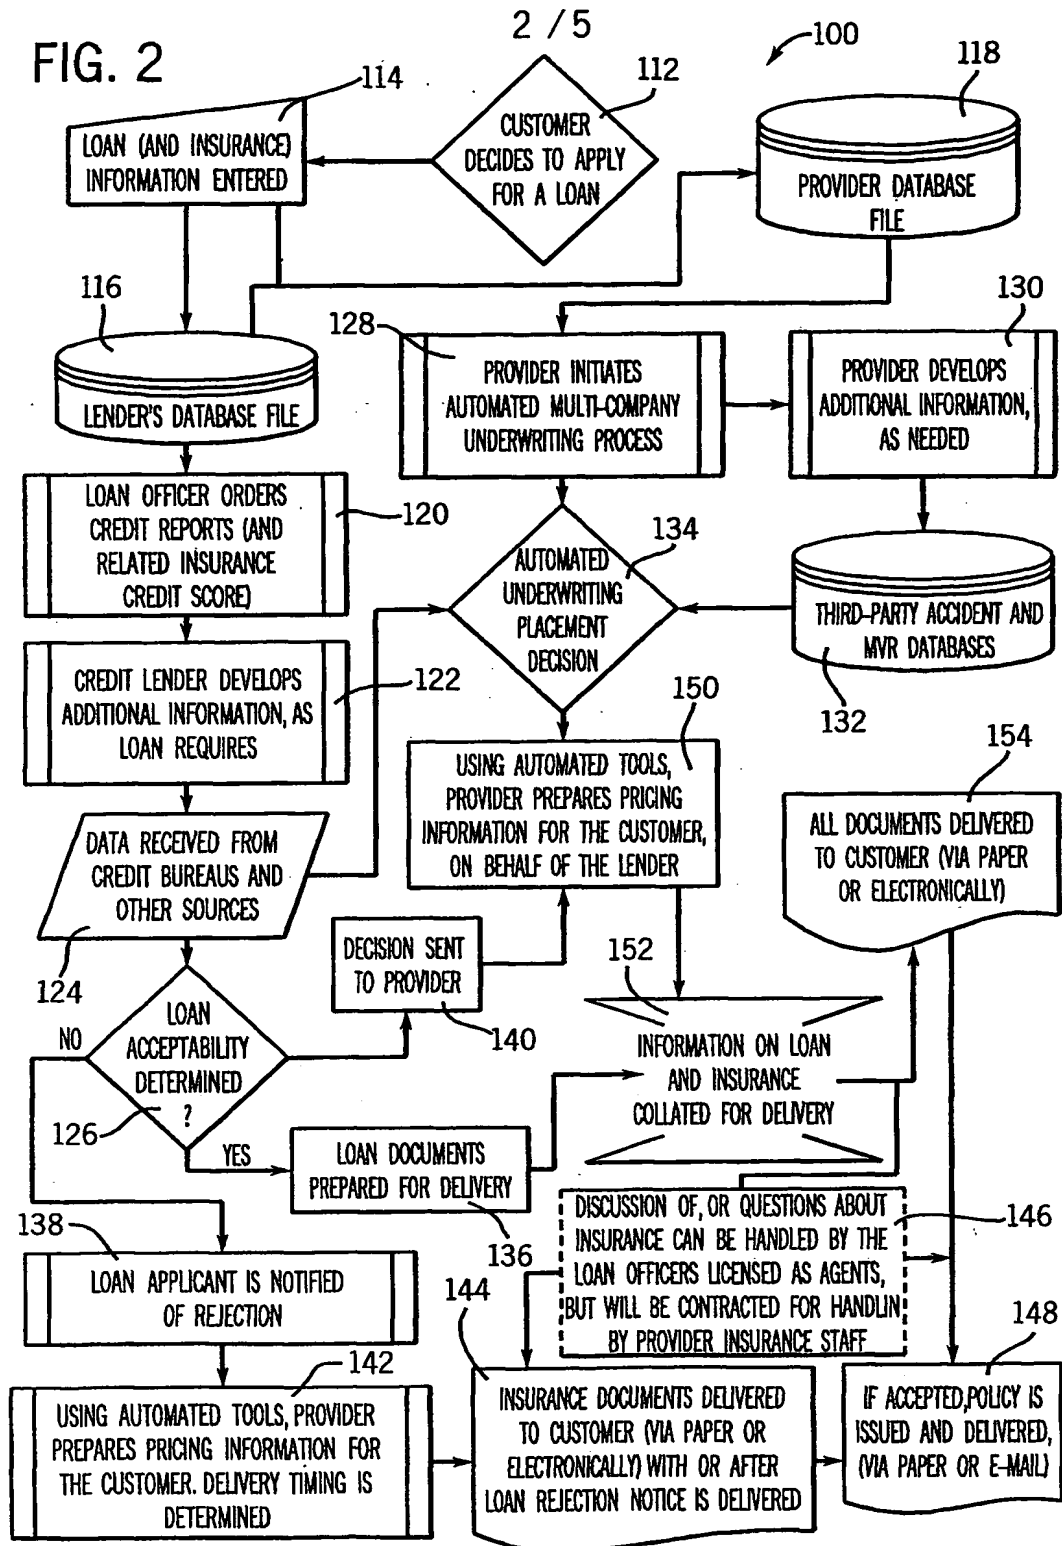 2 / 5
FIG. 2
100
112
CUSTOMER
DECIDES TO APPLY
FOR A LOAN
114
LOAN (AND INSURANCE)
INFORMATION ENTERED
118
PROVIDER DATABASE
FILE
116
LENDER'S DATABASE FILE
128
PROVIDER INITIATES
AUTOMATED MULTI-COMPANY
UNDERWRITING PROCESS
130
PROVIDER DEVELOPS
ADDITIONAL INFORMATION,
AS NEEDED
LOAN OFFICER ORDERS
CREDIT REPORTS (AND
RELATED INSURANCE
CREDIT SCORE)
120
134
AUTOMATED
UNDERWRITING
PLACEMENT
DECISION
THIRD-PARTY ACCIDENT AND
MVR DATABASES
132
CREDIT LENDER DEVELOPS
ADDITIONAL INFORMATION, AS
LOAN REQUIRES
122
150
USING AUTOMATED TOOLS,
PROVIDER PREPARES PRICING
INFORMATION FOR THE CUSTOMER,
ON BEHALF OF THE LENDER
154
ALL DOCUMENTS DELIVERED
TO CUSTOMER (VIA PAPER
OR ELECTRONICALLY)
DATA RECEIVED FROM
CREDIT BUREAUS AND
OTHER SOURCES
124
DECISION SENT
TO PROVIDER
140
152
INFORMATION ON LOAN
AND INSURANCE
COLLATED FOR DELIVERY
NO
LOAN
ACCEPTABILITY
DETERMINED
?
126
YES
LOAN DOCUMENTS
PREPARED FOR DELIVERY
136
DISCUSSION OF, OR QUESTIONS ABOUT
INSURANCE CAN BE HANDLED BY THE
LOAN OFFICERS LICENSED AS AGENTS,
BUT WILL BE CONTRACTED FOR HANDLIN
BY PROVIDER INSURANCE STAFF
146
138
LOAN APPLICANT IS NOTIFIED
OF REJECTION
142
USING AUTOMATED TOOLS, PROVIDER
PREPARES PRICING INFORMATION FOR
THE CUSTOMER. DELIVERY TIMING IS
DETERMINED
144
INSURANCE DOCUMENTS DELIVERED
TO CUSTOMER (VIA PAPER OR
ELECTRONICALLY) WITH OR AFTER
LOAN REJECTION NOTICE IS DELIVERED
148
IF ACCEPTED,POLICY IS
ISSUED AND DELIVERED,
(VIA PAPER OR E-MAIL)